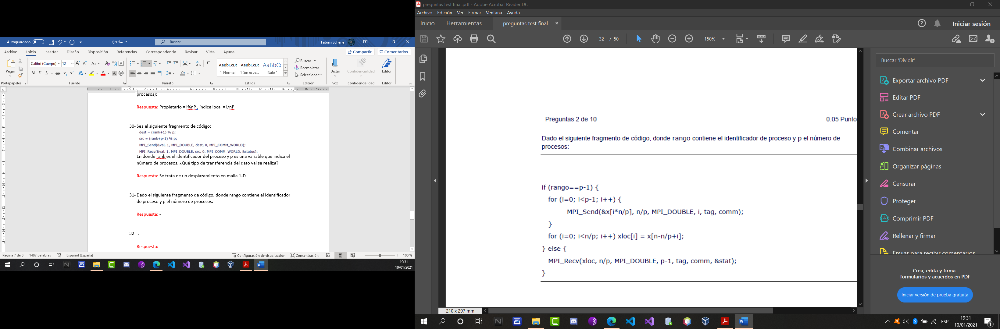 Autoguardado
ejerci...
Buscar
Fabian Scherle
Archivo Inicio Insertar Diseño Disposición Referencias Correspondencia Revisar Vista Ayuda
Compartir Comentarios
Pegar
Calibri (Cuerpo) 12
AaBbCcDc AaBbCcDc AaBbCc
¶ Normal ¶ Sin espa... Título 1
Buscar
Reemplazar
Seleccionar
Dictar
Confidencialidad
Editor
Portapapeles Fuente Párrafo Estilos Edición Voz Confidencialidad Editor
procesos):
Respuesta: Propietario = i%nP , índice local = i/nP
30- Sea el siguiente fragmento de código:
dest = (rank+1) % p;
src = (rank+p-1) % p;
MPI_Send(&val, 1, MPI_DOUBLE, dest, 0, MPI_COMM_WORLD);
MPI_Recv(&val, 1, MPI_DOUBLE, src, 0, MPI_COMM_WORLD, &status);
En donde rank es el identificador del proceso y p es una variable que indica el
número de procesos. ¿Qué tipo de transferencia del dato val se realiza?
Respuesta: Se trata de un desplazamiento en malla 1-D
31- Dado el siguiente fragmento de código, donde rango contiene el identificador
de proceso y p el número de procesos:
Respuesta: -
32- -:
Respuesta: -
Página 7 de 8 1487 palabras Español (España) Configuración de visualización Concentración 100 %
19:31
10/01/2021
preguntas test final.pdf - Adobe Acrobat Reader DC
Archivo Edición Ver Firmar Ventana Ayuda
Inicio Herramientas preguntas test final... × Iniciar sesión
32 / 50 150%
Preguntas 2 de 10 0.05 Punto
Dado el siguiente fragmento de código, donde rango contiene el identificador de proceso y p el número de
procesos:
if (rango==p-1) {
for (i=0; i<p-1; i++) {
MPI_Send(&x[i*n/p], n/p, MPI_DOUBLE, i, tag, comm);
}
for (i=0; i<n/p; i++) xloc[i] = x[n-n/p+i];
} else {
MPI_Recv(xloc, n/p, MPI_DOUBLE, p-1, tag, comm, &stat);
}
210 x 297 mm
Buscar 'Dividir'
Exportar archivo PDF
Editar PDF
Crear archivo PDF
Comentar
Combinar archivos
Organizar páginas
Censurar
Proteger
Comprimir PDF
Rellenar y firmar
Enviar para recibir comentarios
Crea, edita y firma
formularios y acuerdos en PDF
Iniciar versión de prueba gratuita
ESP
19:31
10/01/2021